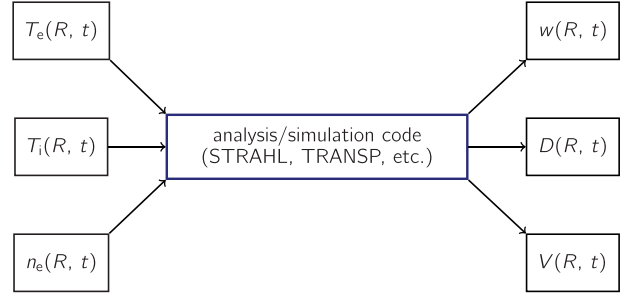 Te(R, t)
Ti(R, t)
ne(R, t)
analysis/simulation code
(STRAHL, TRANSP, etc.)
w(R, t)
D(R, t)
V(R, t)